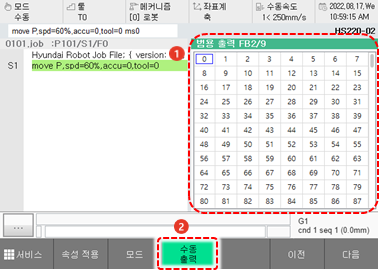 모드 수동
툴 T0
메커니즘 [0] 로봇
좌표계 축
수동속도 1< 250mm/s
2022,08,17,We 10:59:15 AM
move P,spd=60%,accu=0,tool=0 ms0
HS220-02
0101.job :P101/S1/F0
범용 출력 FB2/9
1
Hyundai Robot Job File: { version:
S1 move P,spd=60%,accu=0,tool=0
0 1 2 3 4 5 6 7
8 9 10 11 12 13 14 15
16 17 18 19 20 21 22 23
24 25 26 27 28 29 30 31
32 33 34 35 36 37 38 39
40 41 42 43 44 45 46 47
48 49 50 51 52 53 54 55
56 57 58 59 60 61 62 63
64 65 66 67 68 69 70 71
72 73 74 75 76 77 78 79
80 81 82 83 84 85 86 87
...
2
G1
cnd 1 seq 1 (0.0mm)
서비스
속성 적용
모드
수동
출력
이전
다음